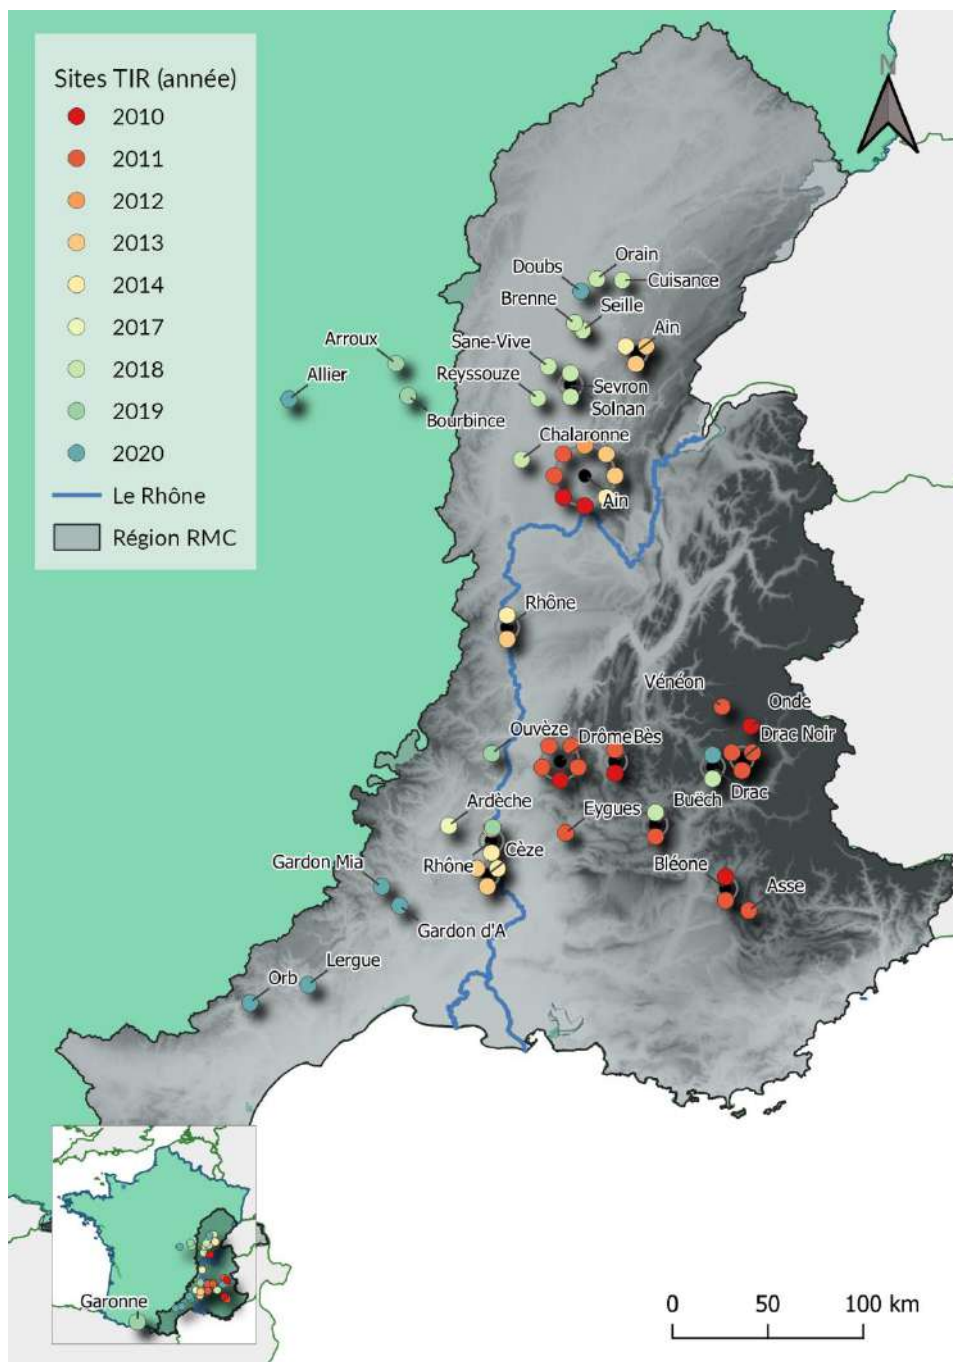 N
Sites TIR (année)
2010
2011
2012
2013
2014
2017
2018
2019
2020
Le Rhône
Région RMC
Orain
Doubs
Cuisance
Brenne
Seille
Ain
Sane-Vive
Arroux
Allier
Reyssouze
Sevron
Solnan
Bourbince
Chalaronne
Ain
Rhône
Vénéon
Onde
Ouvèze
Drôme
Bès
Drac Noir
Drac
Buëch
Ardèche
Eygues
Rhône
Cèze
Gardon Mia
Bléone
Asse
Gardon d'A
Lergue
Orb
Garonne
0 50 100 km